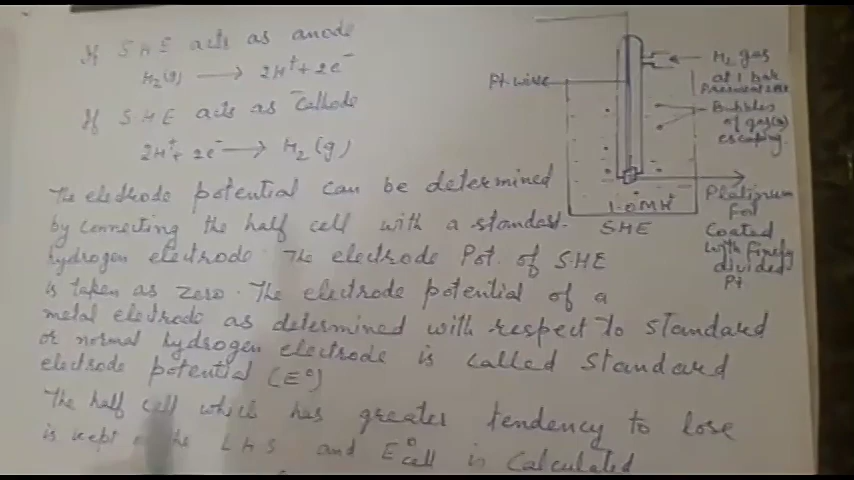 If SHE acts as anode
H2(g) → 2H+ + 2e-
If SHE acts as Cathode
2H+ + 2e- → H2(g)
Pt wire
H2 gas
at 1 bar
Bubbles
of gas(s)
escaping
1.0 M H+
SHE
Platinum
Foil
Coated
with finely
divided
Pt
The electrode potential can be determined
by connecting the half cell with a standard.
hydrogen electrode. The electrode Pot. of SHE
is taken as zero. The electrode potential of a
metal electrode as determined with respect to standard
or normal hydrogen electrode is called standard
electrode potential (E°)
The half cell which has greater tendency to lose
is kept the LHS and E°cell is Calculated